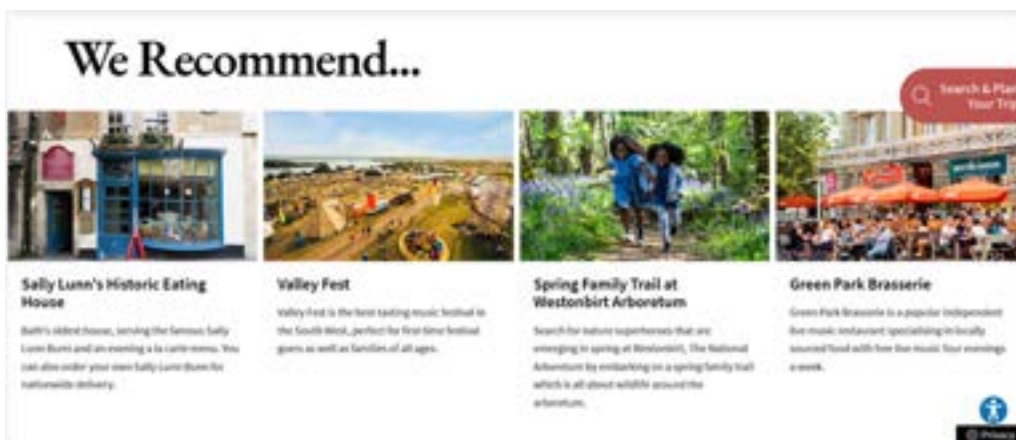 We Recommend...
Search & Plan
Your Trip
Sally Lunn's Historic Eating
House
Bath's oldest house, serving the famous Sally
Lunn Bunn and an evening a la carte menu. You
can also order your own Sally Lunn Bunn for
nationwide delivery.
Valley Fest
Valley Fest is the best tasting music festival in
the South West, perfect for first time festival
goers as well as families of all ages.
Spring Family Trail at
Westonbirt Arboretum
Search for nature superheroes that are
emerging in spring at Westonbirt, The National
Arboretum by embarking on a spring family trail
which is all about wildlife around the
arboretum.
Green Park Brasserie
Green Park Brasserie is a popular independent
live music restaurant specialising in locally
sourced food with free live music four evenings
a week.
Privacy